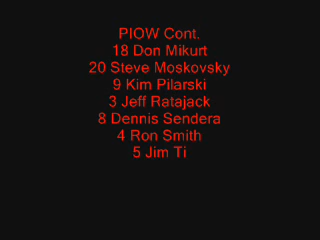 PIOW Cont.
18 Don Mikurt
20 Steve Moskovsky
9 Kim Pilarski
3 Jeff Ratajack
8 Dennis Sendera
4 Ron Smith
5 Jim Ti